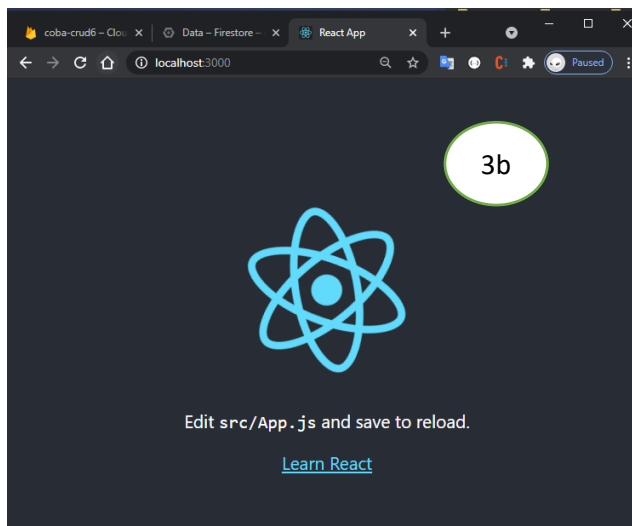 coba-crud6 – Clou
Data – Firestore –
React App
localhost:3000
Paused
3b
Edit src/App.js and save to reload.
Learn React